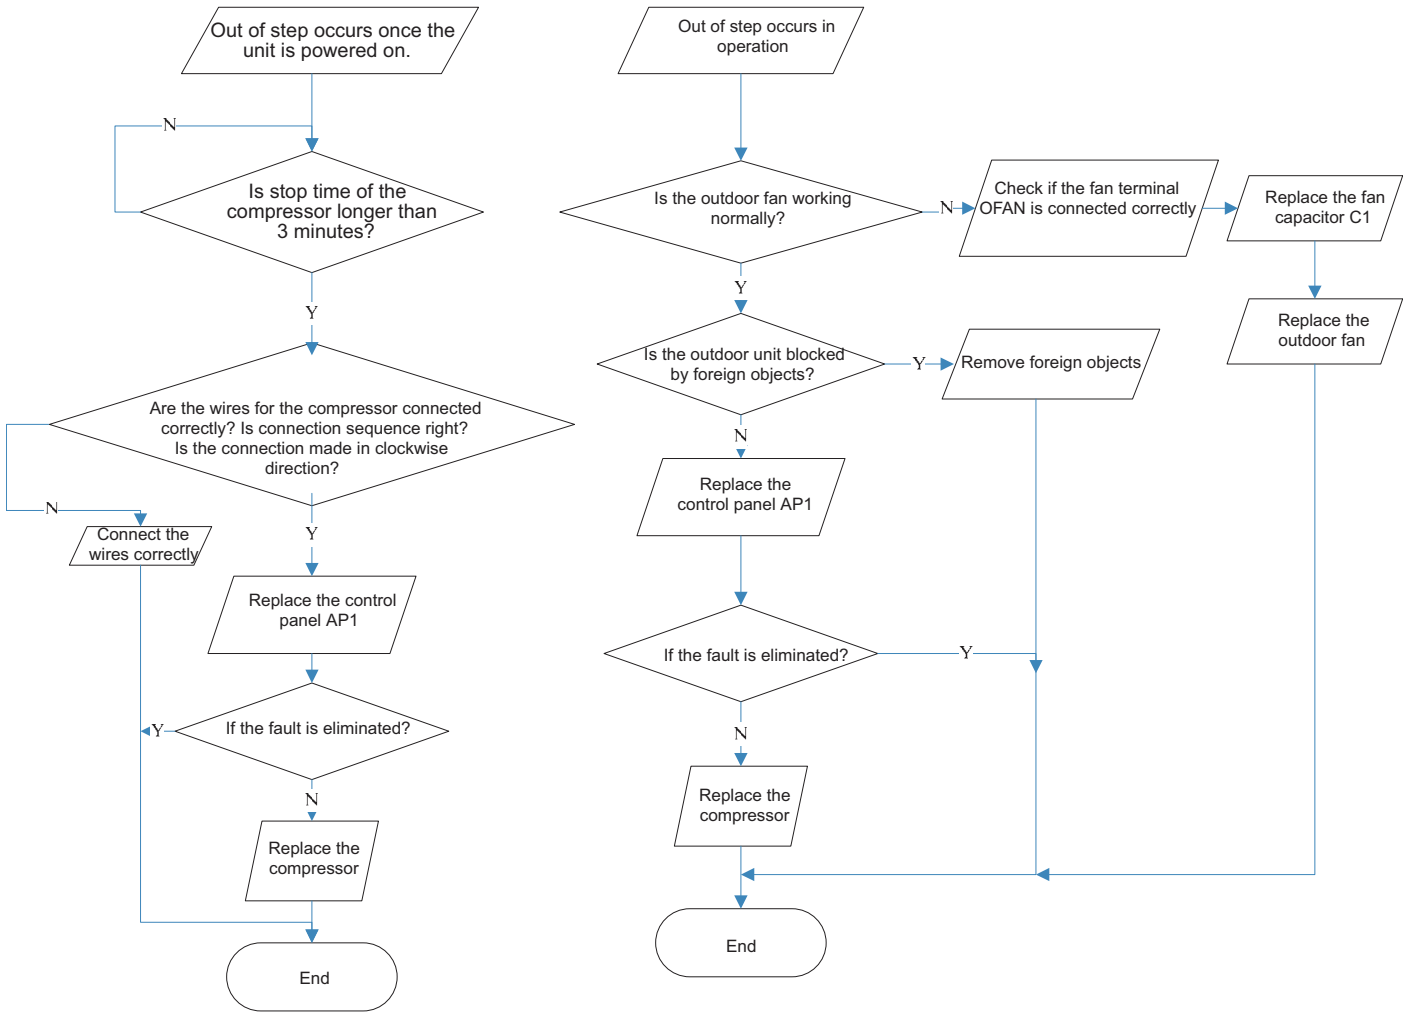 Out of step occurs once the
unit is powered on.
N
Is stop time of the
compressor longer than
3 minutes?
Y
Are the wires for the compressor connected
correctly? Is connection sequence right?
Is the connection made in clockwise
direction?
N
Connect the
wires correctly
Y
Replace the control
panel AP1
If the fault is eliminated?
Y
N
Replace the
compressor
End
Out of step occurs in
operation
Is the outdoor fan working
normally?
N
Check if the fan terminal
OFAN is connected correctly
Replace the fan
capacitor C1
Replace the
outdoor fan
Y
Is the outdoor unit blocked
by foreign objects?
Y
Remove foreign objects
N
Replace the
control panel AP1
If the fault is eliminated?
Y
N
Replace the
compressor
End